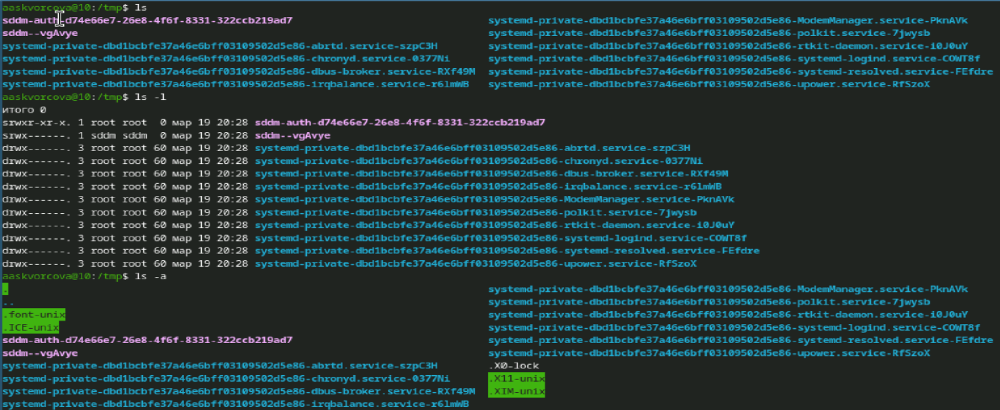 aaskvorcova@10:/tmp$ ls
sddm-auth-d74e66e7-26e8-4f6f-8331-322ccb219ad7 systemd-private-dbd1bcbfe37a46e6bff03109502d5e86-ModemManager.service-PknAVk
sddm--vgAvye systemd-private-dbd1bcbfe37a46e6bff03109502d5e86-polkit.service-7jwysb
systemd-private-dbd1bcbfe37a46e6bff03109502d5e86-abrtd.service-szpC3H systemd-private-dbd1bcbfe37a46e6bff03109502d5e86-rtkit-daemon.service-i0J0uY
systemd-private-dbd1bcbfe37a46e6bff03109502d5e86-chronyd.service-0377Ni systemd-private-dbd1bcbfe37a46e6bff03109502d5e86-systemd-logind.service-COWT8f
systemd-private-dbd1bcbfe37a46e6bff03109502d5e86-dbus-broker.service-RXf49M systemd-private-dbd1bcbfe37a46e6bff03109502d5e86-systemd-resolved.service-FEfdre
systemd-private-dbd1bcbfe37a46e6bff03109502d5e86-irqbalance.service-r6lmWB systemd-private-dbd1bcbfe37a46e6bff03109502d5e86-upower.service-RfSzoX
aaskvorcova@10:/tmp$ ls -l
итого 0
srwxr-xr-x. 1 root root  0 мар 19 20:28 sddm-auth-d74e66e7-26e8-4f6f-8331-322ccb219ad7
srwx------. 1 sddm sddm  0 мар 19 20:28 sddm--vgAvye
drwx------. 3 root root 60 мар 19 20:28 systemd-private-dbd1bcbfe37a46e6bff03109502d5e86-abrtd.service-szpC3H
drwx------. 3 root root 60 мар 19 20:28 systemd-private-dbd1bcbfe37a46e6bff03109502d5e86-chronyd.service-0377Ni
drwx------. 3 root root 60 мар 19 20:28 systemd-private-dbd1bcbfe37a46e6bff03109502d5e86-dbus-broker.service-RXf49M
drwx------. 3 root root 60 мар 19 20:28 systemd-private-dbd1bcbfe37a46e6bff03109502d5e86-irqbalance.service-r6lmWB
drwx------. 3 root root 60 мар 19 20:28 systemd-private-dbd1bcbfe37a46e6bff03109502d5e86-ModemManager.service-PknAVk
drwx------. 3 root root 60 мар 19 20:28 systemd-private-dbd1bcbfe37a46e6bff03109502d5e86-polkit.service-7jwysb
drwx------. 3 root root 60 мар 19 20:28 systemd-private-dbd1bcbfe37a46e6bff03109502d5e86-rtkit-daemon.service-i0J0uY
drwx------. 3 root root 60 мар 19 20:28 systemd-private-dbd1bcbfe37a46e6bff03109502d5e86-systemd-logind.service-COWT8f
drwx------. 3 root root 60 мар 19 20:28 systemd-private-dbd1bcbfe37a46e6bff03109502d5e86-systemd-resolved.service-FEfdre
drwx------. 3 root root 60 мар 19 20:28 systemd-private-dbd1bcbfe37a46e6bff03109502d5e86-upower.service-RfSzoX
aaskvorcova@10:/tmp$ ls -a
. systemd-private-dbd1bcbfe37a46e6bff03109502d5e86-ModemManager.service-PknAVk
.. systemd-private-dbd1bcbfe37a46e6bff03109502d5e86-polkit.service-7jwysb
.font-unix systemd-private-dbd1bcbfe37a46e6bff03109502d5e86-rtkit-daemon.service-i0J0uY
.ICE-unix systemd-private-dbd1bcbfe37a46e6bff03109502d5e86-systemd-logind.service-COWT8f
sddm-auth-d74e66e7-26e8-4f6f-8331-322ccb219ad7 systemd-private-dbd1bcbfe37a46e6bff03109502d5e86-systemd-resolved.service-FEfdre
sddm--vgAvye systemd-private-dbd1bcbfe37a46e6bff03109502d5e86-upower.service-RfSzoX
systemd-private-dbd1bcbfe37a46e6bff03109502d5e86-abrtd.service-szpC3H .X0-lock
systemd-private-dbd1bcbfe37a46e6bff03109502d5e86-chronyd.service-0377Ni .X11-unix
systemd-private-dbd1bcbfe37a46e6bff03109502d5e86-dbus-broker.service-RXf49M .XIM-unix
systemd-private-dbd1bcbfe37a46e6bff03109502d5e86-irqbalance.service-r6lmWB